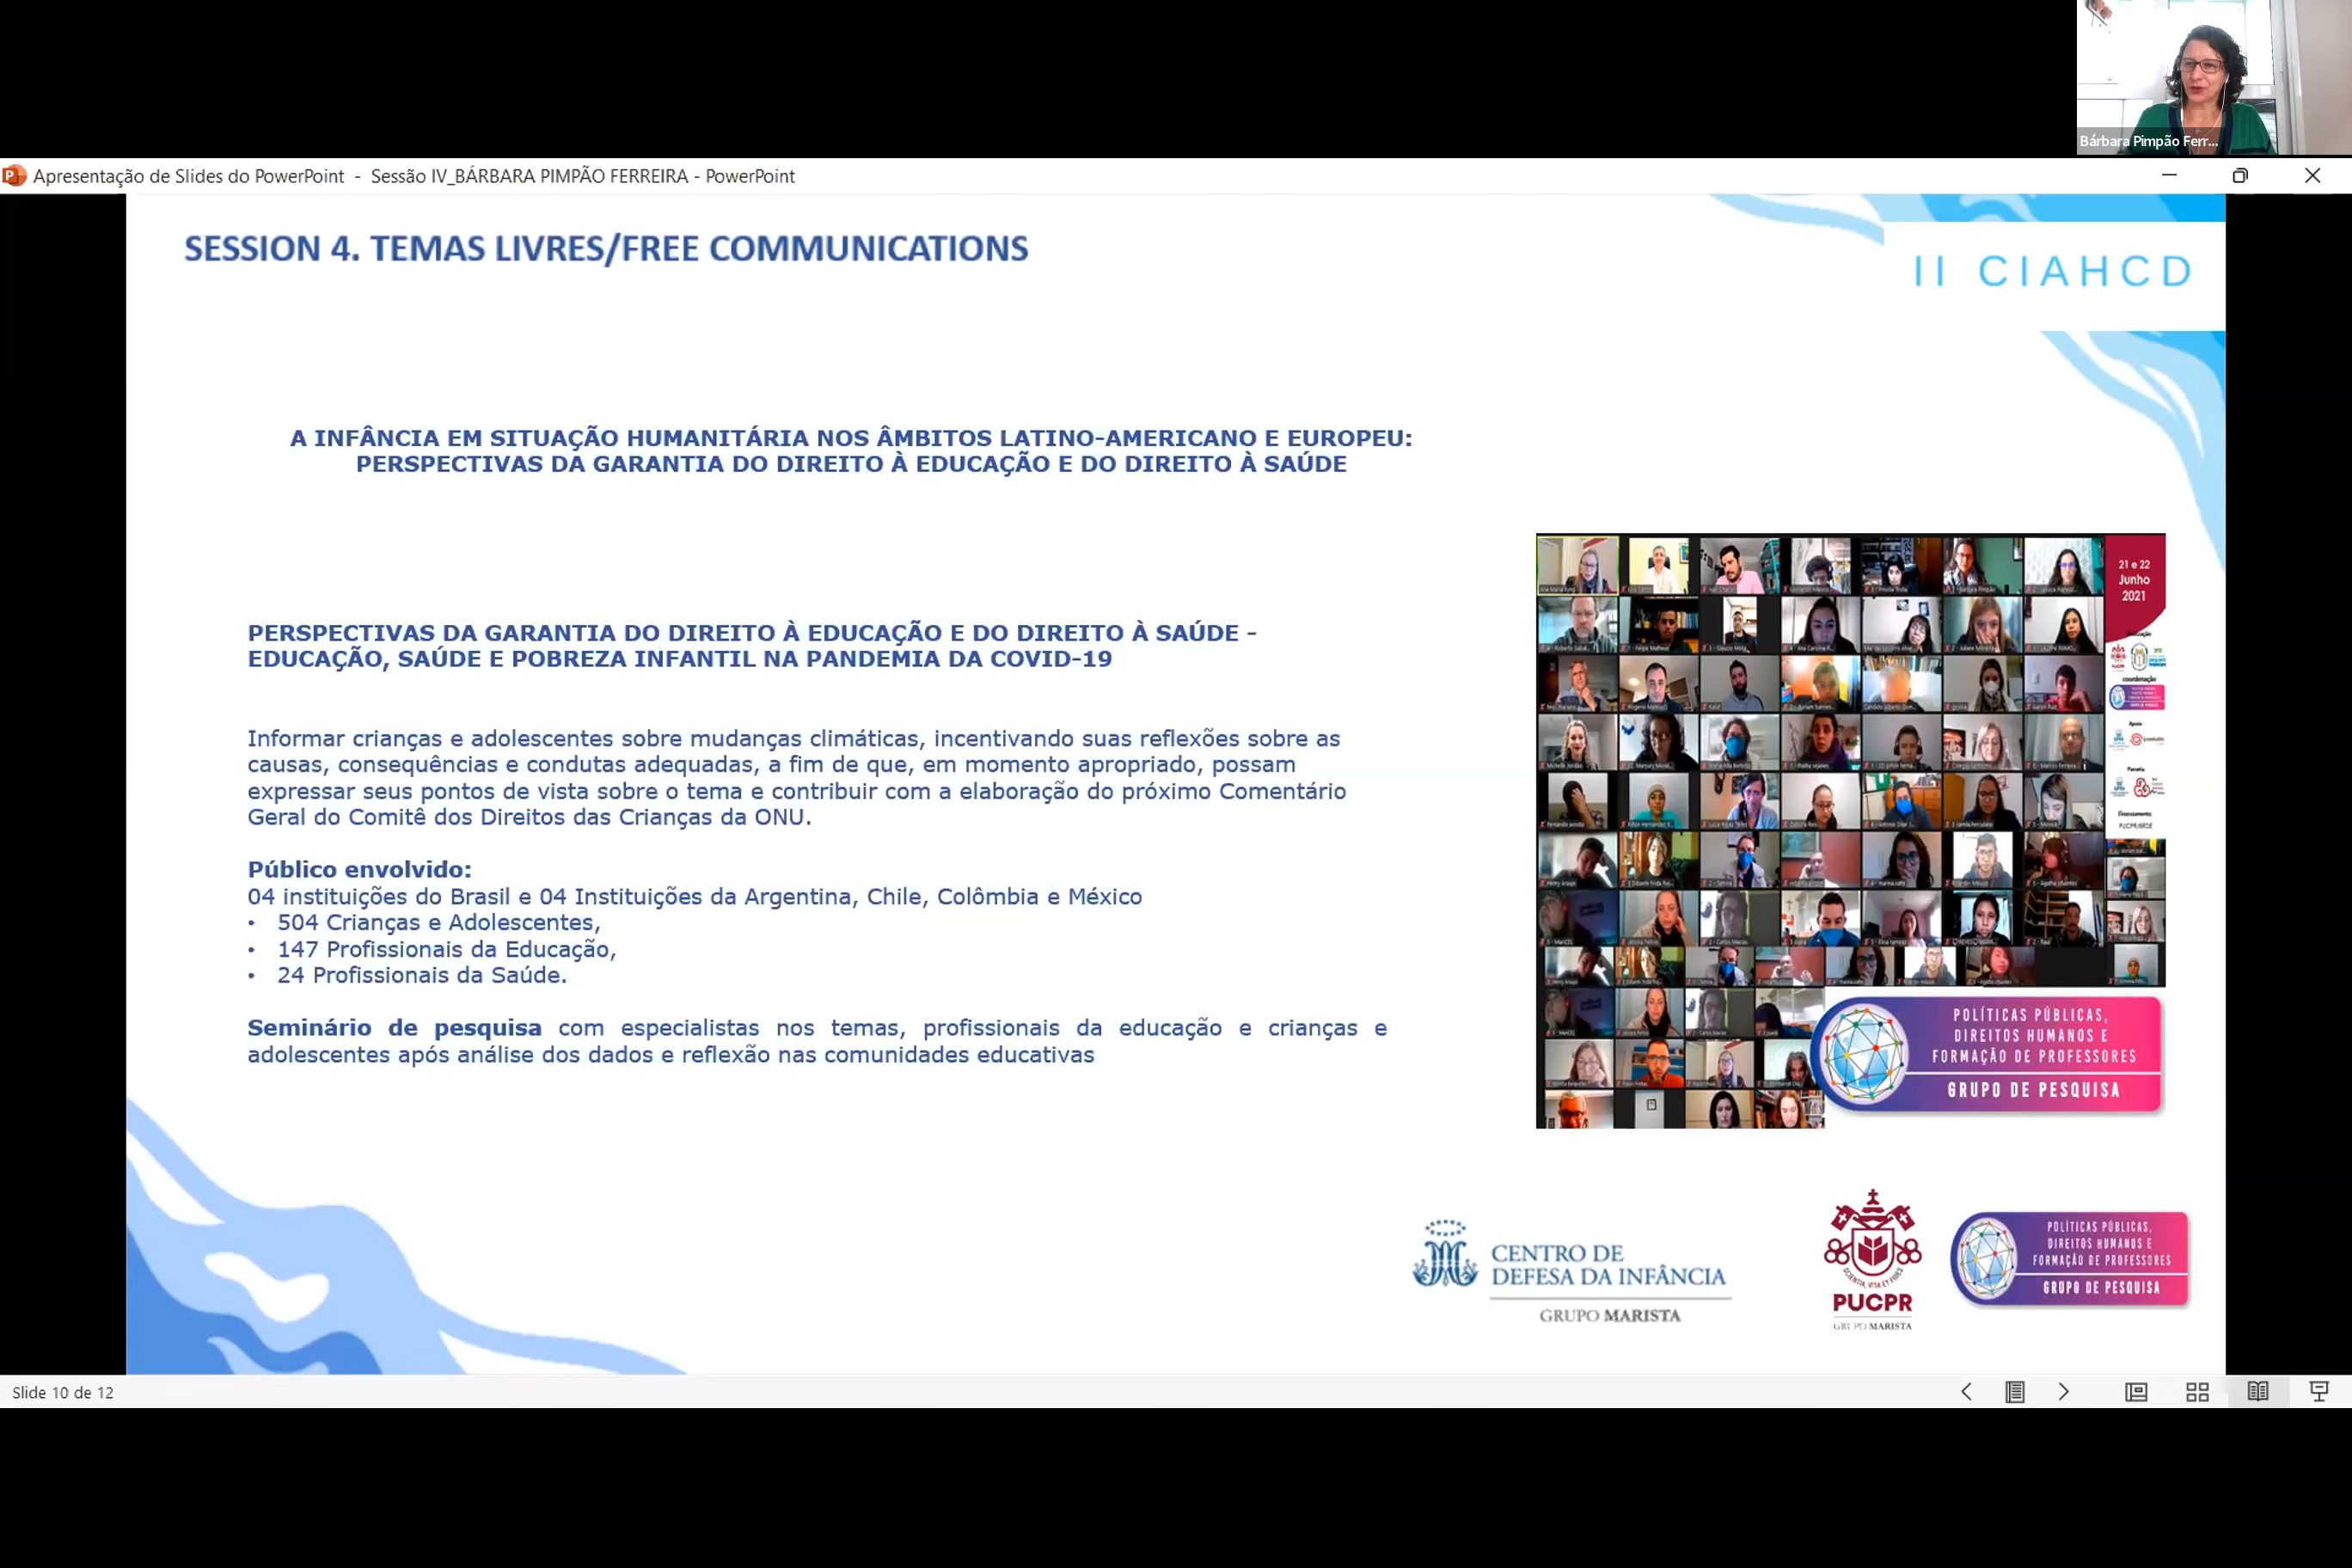 Bárbara Pimpão Ferr...
Apresentação de Slides do PowerPoint - Sessão IV_BÁRBARA PIMPÃO FERREIRA - PowerPoint
SESSION 4. TEMAS LIVRES/FREE COMMUNICATIONS
II CIAHCD
A INFÂNCIA EM SITUAÇÃO HUMANITÁRIA NOS ÂMBITOS LATINO-AMERICANO E EUROPEU:
PERSPECTIVAS DA GARANTIA DO DIREITO À EDUCAÇÃO E DO DIREITO À SAÚDE
PERSPECTIVAS DA GARANTIA DO DIREITO À EDUCAÇÃO E DO DIREITO À SAÚDE –
EDUCAÇÃO, SAÚDE E POBREZA INFANTIL NA PANDEMIA DA COVID-19
Informar crianças e adolescentes sobre mudanças climáticas, incentivando suas reflexões sobre as
causas, consequências e condutas adequadas, a fim de que, em momento apropriado, possam
expressar seus pontos de vista sobre o tema e contribuir com a elaboração do próximo Comentário
Geral do Comitê dos Direitos das Crianças da ONU.
Público envolvido:
04 instituições do Brasil e 04 Instituições da Argentina, Chile, Colômbia e México
• 504 Crianças e Adolescentes,
• 147 Profissionais da Educação,
• 24 Profissionais da Saúde.
Seminário de pesquisa com especialistas nos temas, profissionais da educação e crianças e
adolescentes após análise dos dados e reflexão nas comunidades educativas
21 e 22
Junho
2021
coordenação
POLÍTICAS PÚBLICAS,
DIREITOS HUMANOS E
FORMAÇÃO DE PROFESSORES
GRUPO DE PESQUISA
CENTRO DE
DEFESA DA INFÂNCIA
GRUPO MARISTA
PUCPR
GRUPO MARISTA
POLÍTICAS PÚBLICAS,
DIREITOS HUMANOS E
FORMAÇÃO DE PROFESSORES
GRUPO DE PESQUISA
Slide 10 de 12